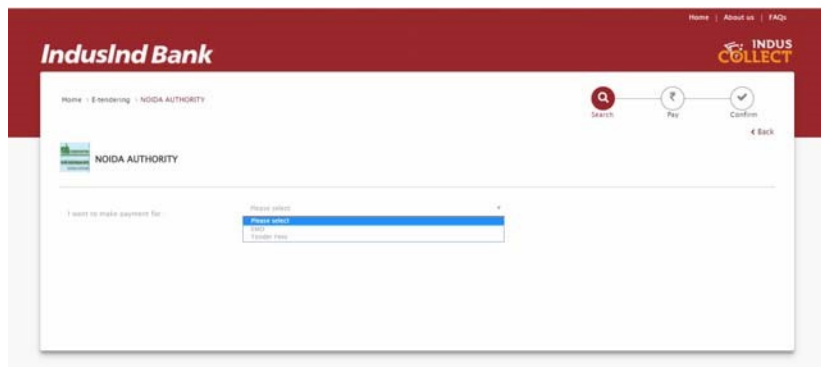 Home | About us | FAQs
IndusInd Bank
INDUS
COLLECT
Home > E-tendering > NOIDA AUTHORITY
Search
Pay
Confirm
< Back
NOIDA AUTHORITY
I want to make payment for
Please select
Please select
EMD
Tender Fees